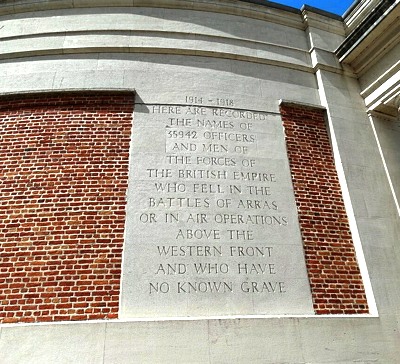 1914 – 1918
HERE ARE RECORDED
THE NAMES OF
35942 OFFICERS
AND MEN OF
THE FORCES OF
THE BRITISH EMPIRE
WHO FELL IN THE
BATTLES OF ARRAS,
OR IN AIR OPERATIONS
ABOVE THE
WESTERN FRONT
AND WHO HAVE
NO KNOWN GRAVE